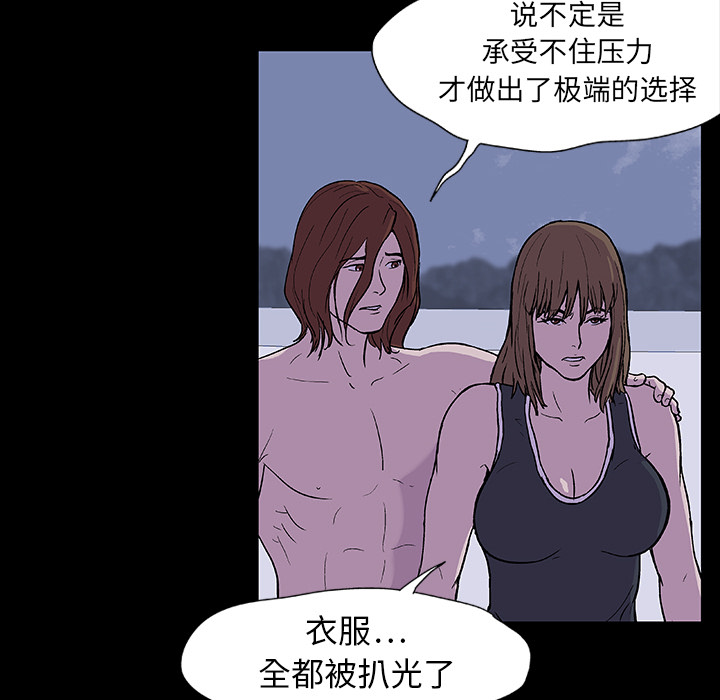 说不定是
承受不住压力
才做出了极端的选择
衣服...
全都被扒光了